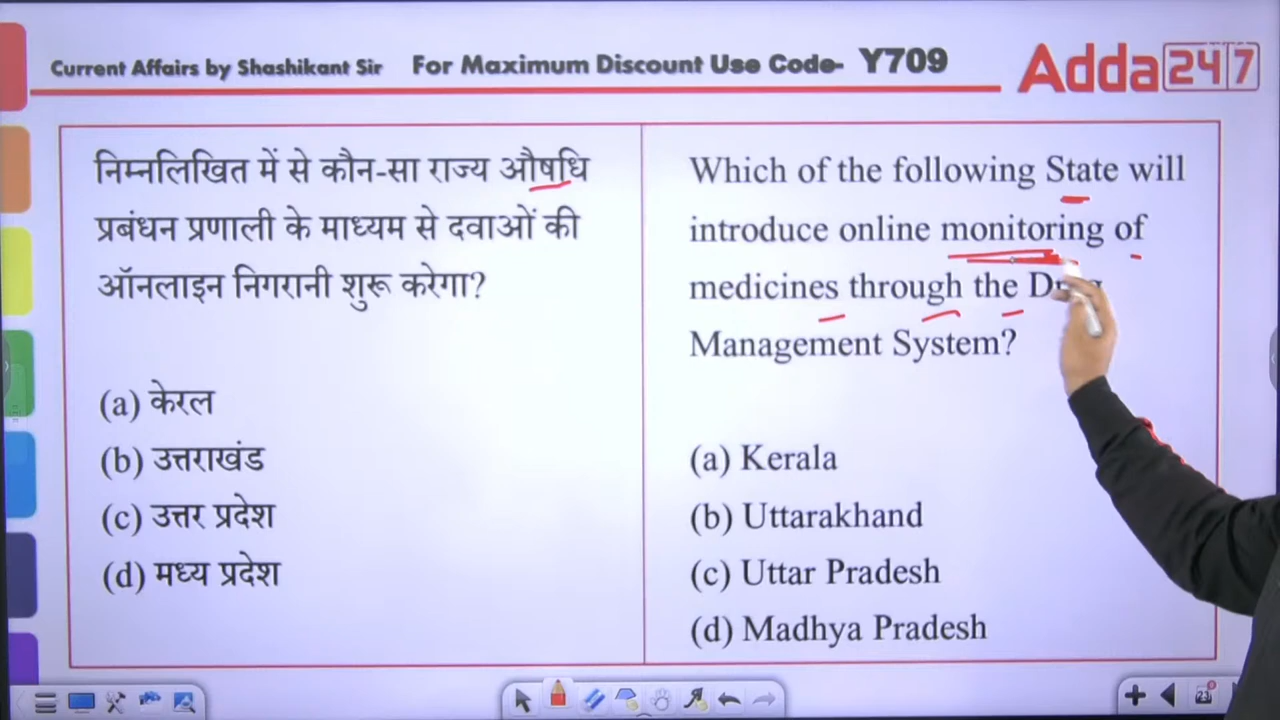 Current Affairs by Shashikant Sir For Maximum Discount Use Code- Y709
Adda247
निम्नलिखित में से कौन-सा राज्य औषधि
प्रबंधन प्रणाली के माध्यम से दवाओं की
ऑनलाइन निगरानी शुरू करेगा?
(a) केरल
(b) उत्तराखंड
(c) उत्तर प्रदेश
(d) मध्य प्रदेश
Which of the following State will
introduce online monitoring of
medicines through the
Management System?
(a) Kerala
(b) Uttarakhand
(c) Uttar Pradesh
(d) Madhya Pradesh
23